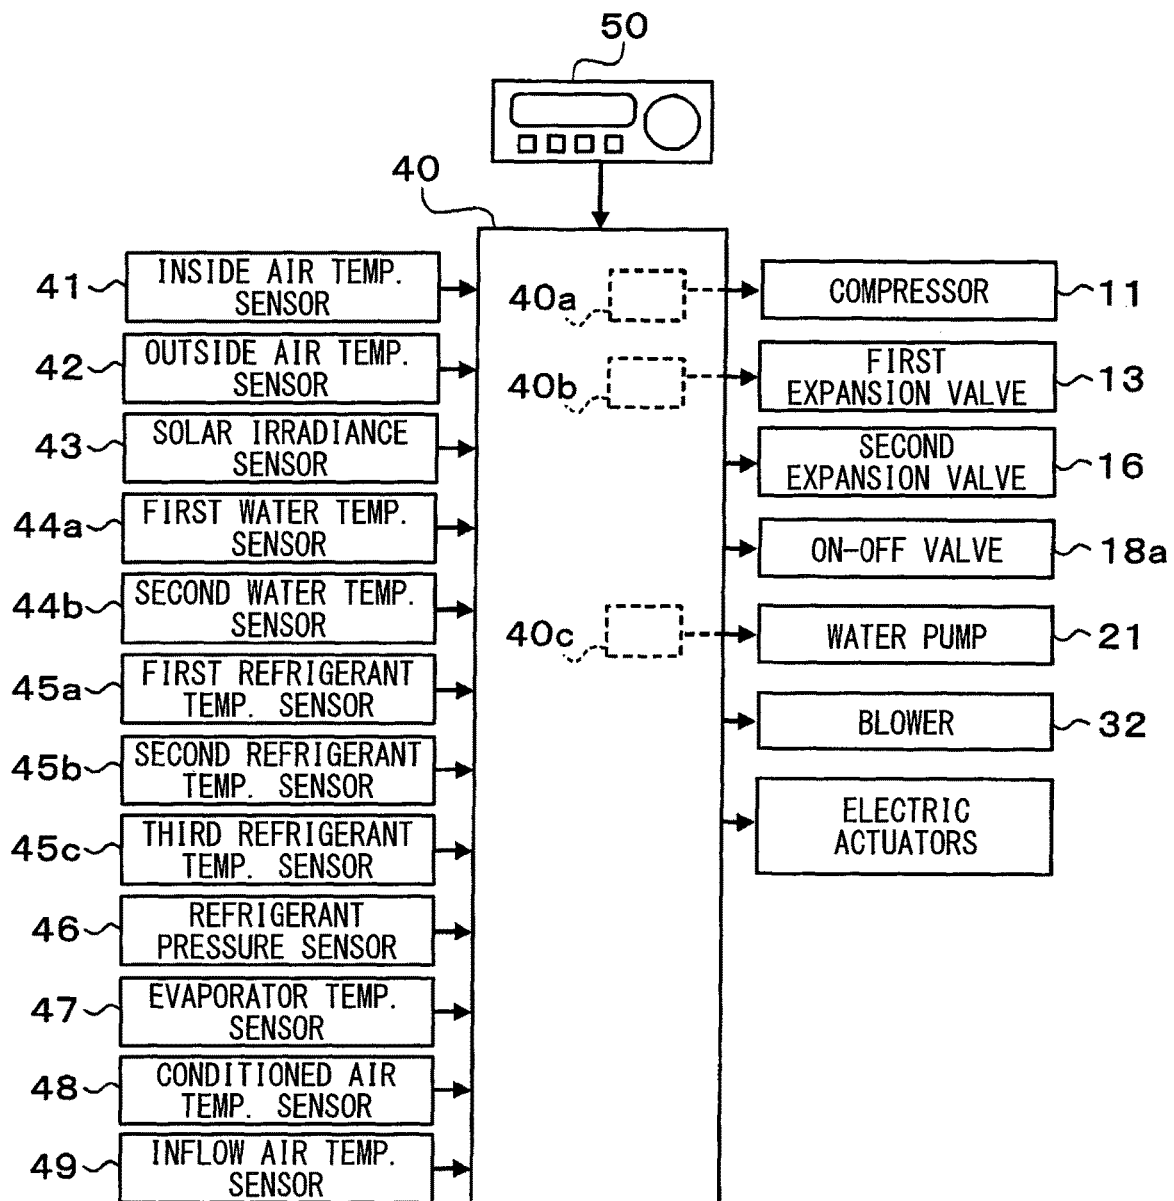 50
40
41
INSIDE AIR TEMP.
SENSOR
42
OUTSIDE AIR TEMP.
SENSOR
43
SOLAR IRRADIANCE
SENSOR
44a
FIRST WATER TEMP.
SENSOR
44b
SECOND WATER TEMP.
SENSOR
45a
FIRST REFRIGERANT
TEMP. SENSOR
45b
SECOND REFRIGERANT
TEMP. SENSOR
45c
THIRD REFRIGERANT
TEMP. SENSOR
46
REFRIGERANT
PRESSURE SENSOR
47
EVAPORATOR TEMP.
SENSOR
48
CONDITIONED AIR
TEMP. SENSOR
49
INFLOW AIR TEMP.
SENSOR
40a
40b
40c
COMPRESSOR
11
FIRST
EXPANSION VALVE
13
SECOND
EXPANSION VALVE
16
ON-OFF VALVE
18a
WATER PUMP
21
BLOWER
32
ELECTRIC
ACTUATORS